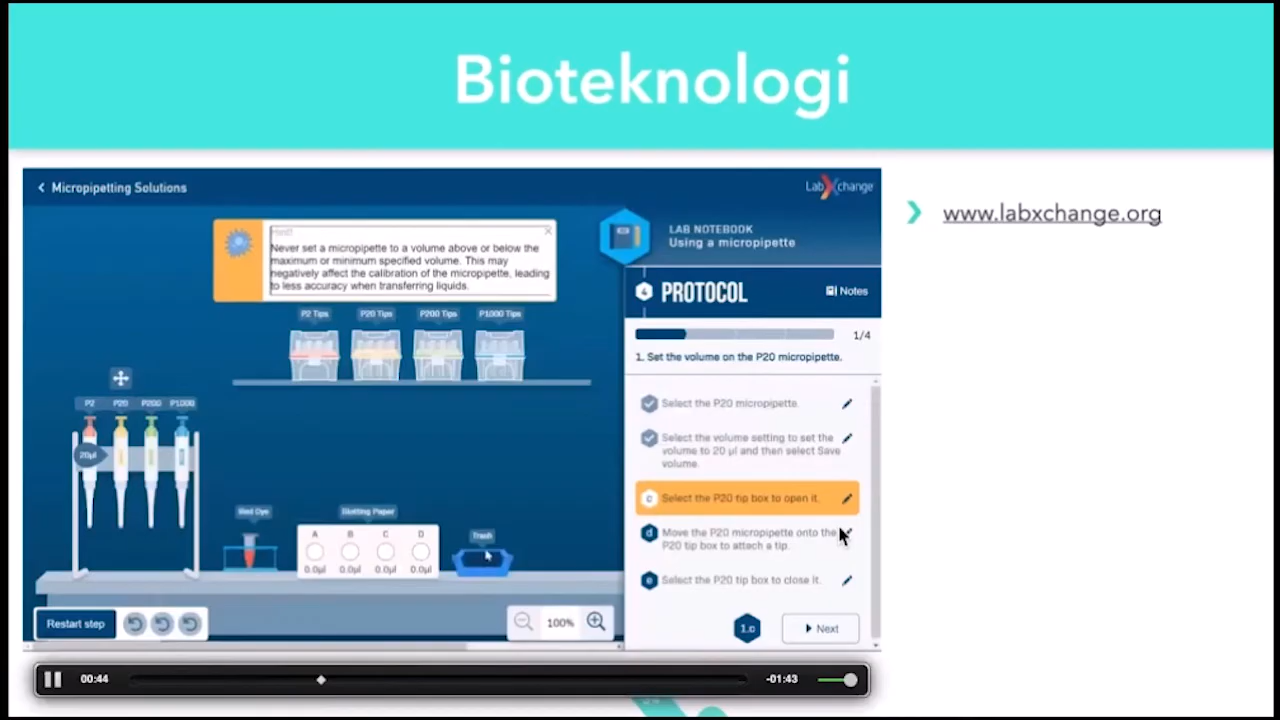 Bioteknologi
Micropipetting Solutions
LabXchange
www.labxchange.org
Hint!
Never set a micropipette to a volume above or below the
maximum or minimum specified volume. This may
negatively affect the calibration of the micropipette, leading
to less accuracy when transferring liquids.
LAB NOTEBOOK
Using a micropipette
4 PROTOCOL
Notes
1/4
1. Set the volume on the P20 micropipette.
P2 Tips P20 Tips P200 Tips P1000 Tips
P2 P20 P200 P1000
20µl
Select the P20 micropipette.
Select the volume setting to set the
volume to 20 µl and then select Save
volume.
c Select the P20 tip box to open it.
d Move the P20 micropipette onto the
P20 tip box to attach a tip.
e Select the P20 tip box to close it.
Red Dye
Blotting Paper
A B C D
0.0µl 0.0µl 0.0µl 0.0µl
Trash
Restart step
100%
1.c
Next
00:44
-01:43